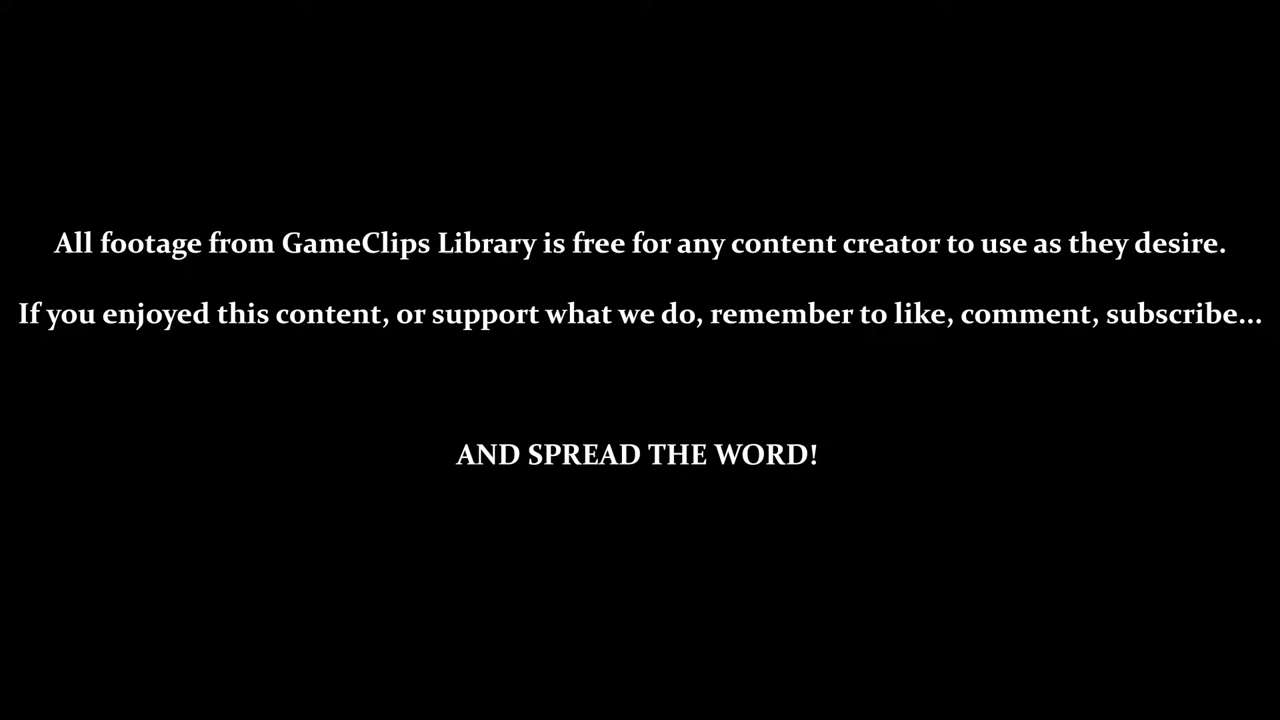 All footage from GameClips Library is free for any content creator to use as they desire.
If you enjoyed this content, or support what we do, remember to like, comment, subscribe...
AND SPREAD THE WORD!